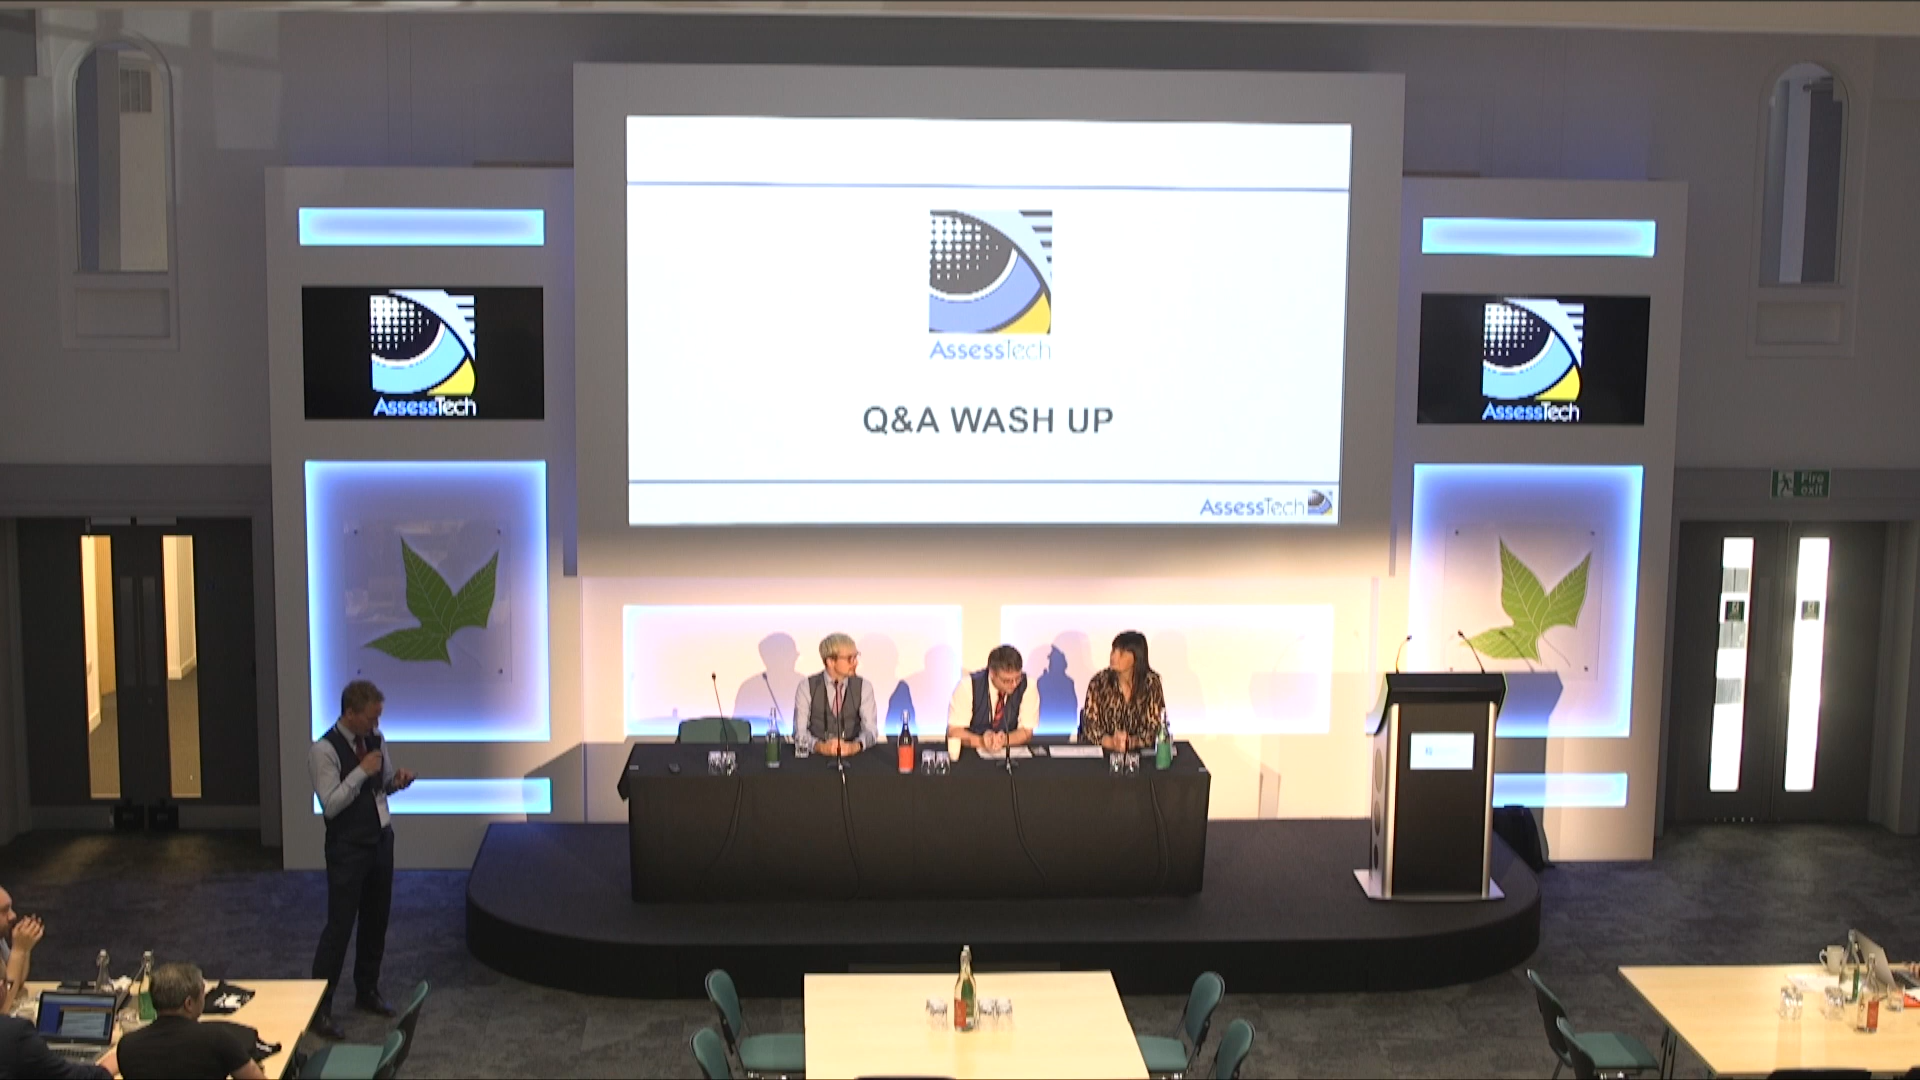 AssessTech
Q&A WASH UP
AssessTech
AssessTech
AssessTech
Fire
exit